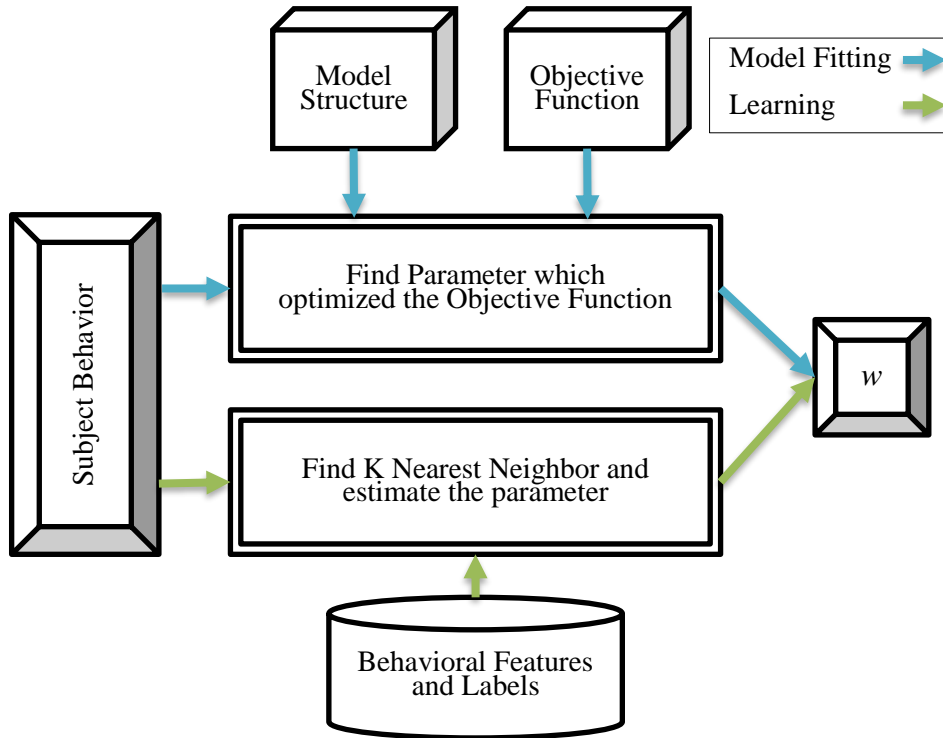 Model
Structure
Objective
Function
Model Fitting
Learning
Subject Behavior
Find Parameter which
optimized the Objective Function
w
Find K Nearest Neighbor and
estimate the parameter
Behavioral Features
and Labels